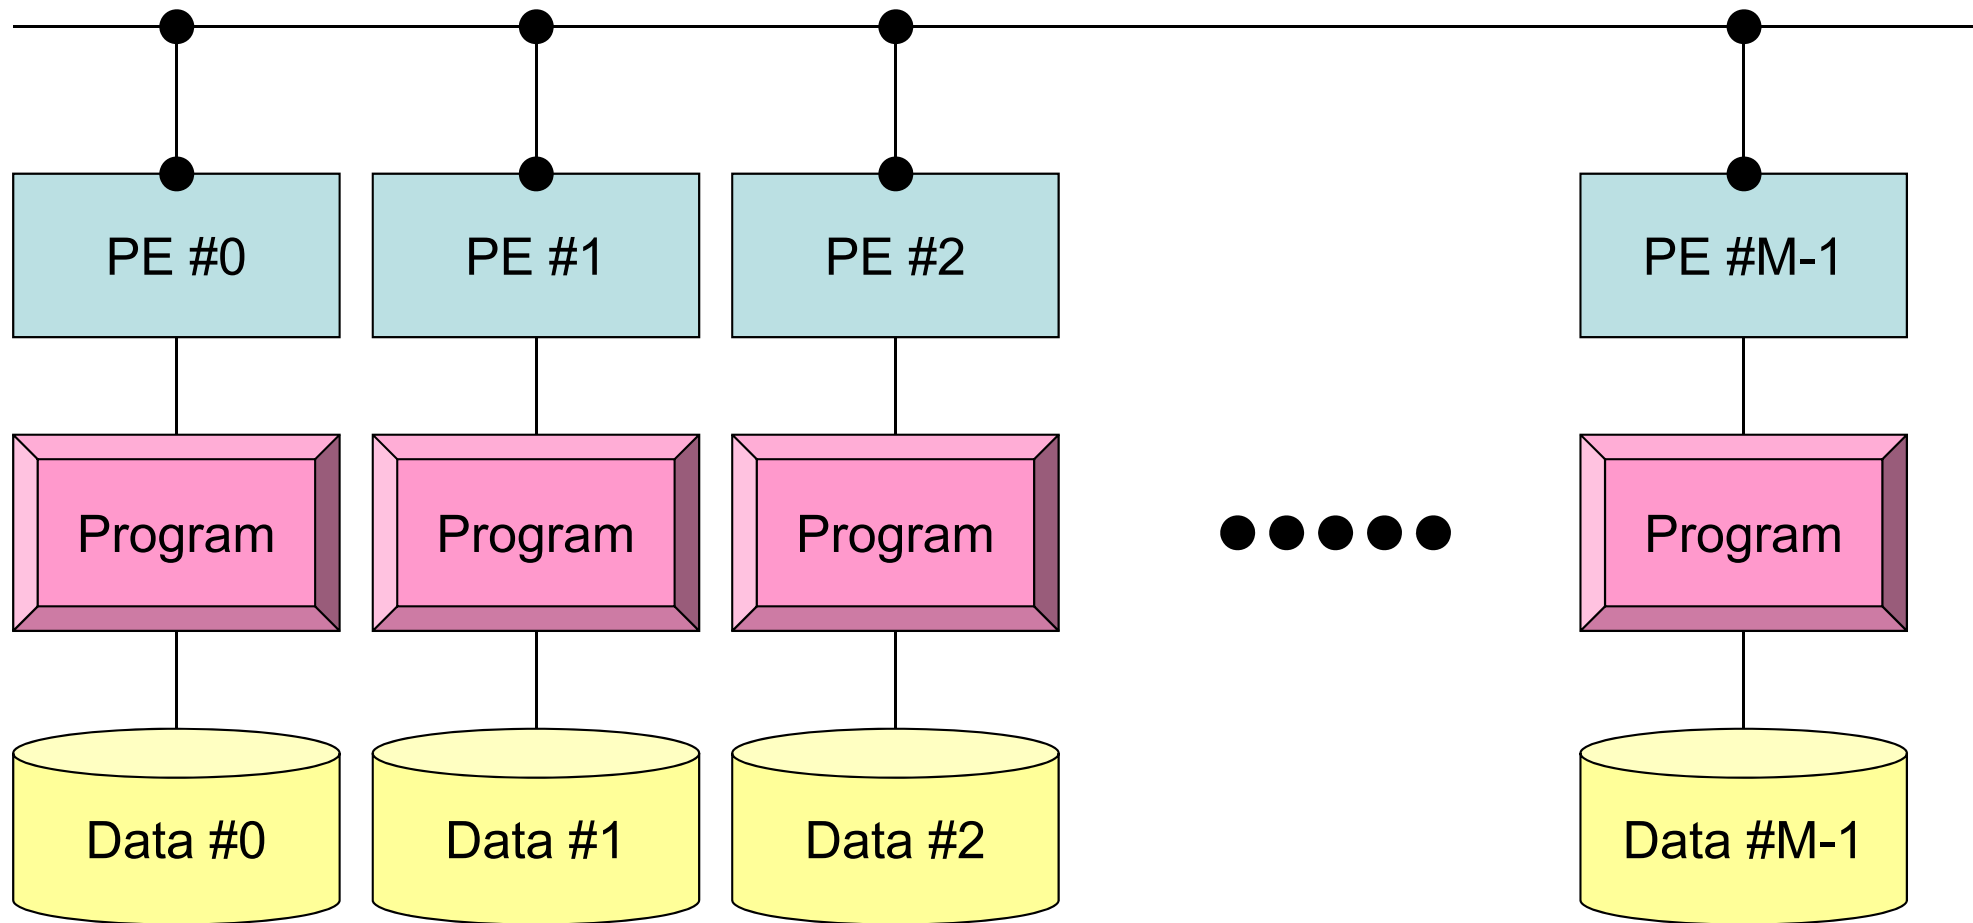 PE #0
PE #1
PE #2
PE #M-1
Program
Program
Program
Program
Data #0
Data #1
Data #2
Data #M-1